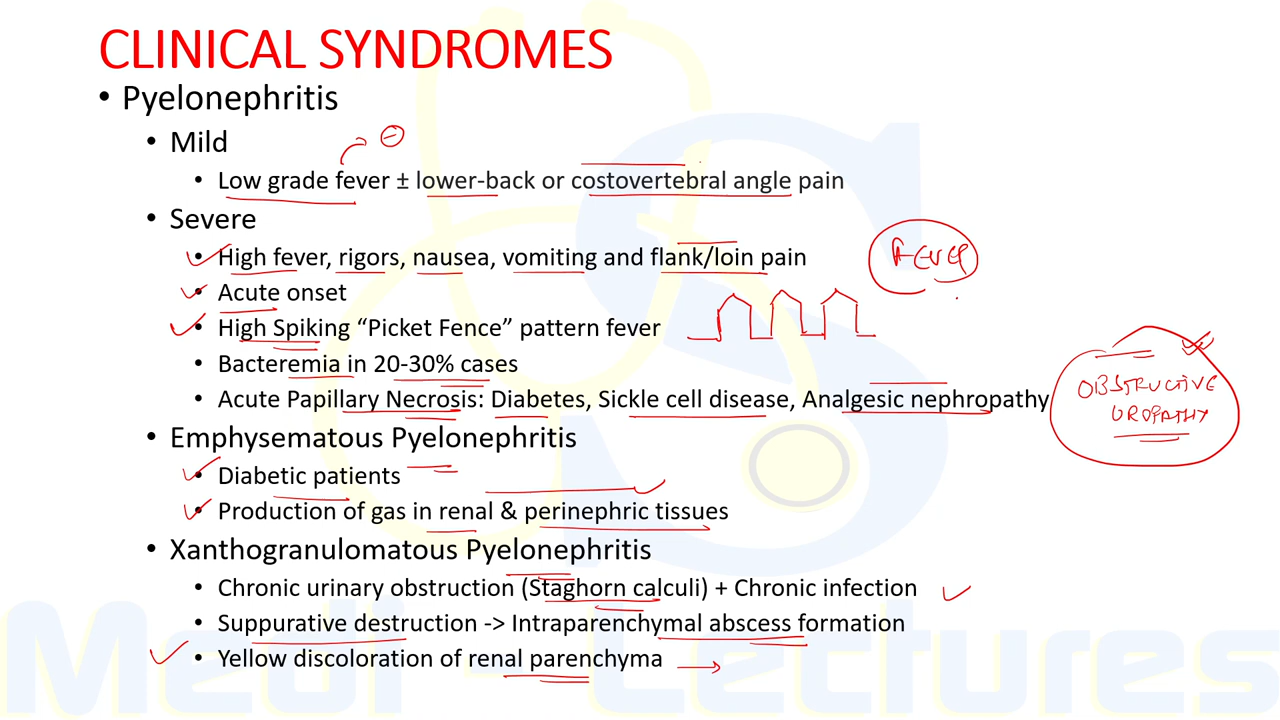 CLINICAL SYNDROMES
• Pyelonephritis
• Mild
• Low grade fever ± lower-back or costovertebral angle pain
• Severe
• High fever, rigors, nausea, vomiting and flank/loin pain
FEVER
• Acute onset
• High Spiking “Picket Fence” pattern fever
• Bacteremia in 20-30% cases
• Acute Papillary Necrosis: Diabetes, Sickle cell disease, Analgesic nephropathy
OBSTRUCTIVE
UROPATHY
• Emphysematous Pyelonephritis
• Diabetic patients
• Production of gas in renal & perinephric tissues
• Xanthogranulomatous Pyelonephritis
• Chronic urinary obstruction (Staghorn calculi) + Chronic infection
• Suppurative destruction -> Intraparenchymal abscess formation
• Yellow discoloration of renal parenchyma
Medi - Lectures